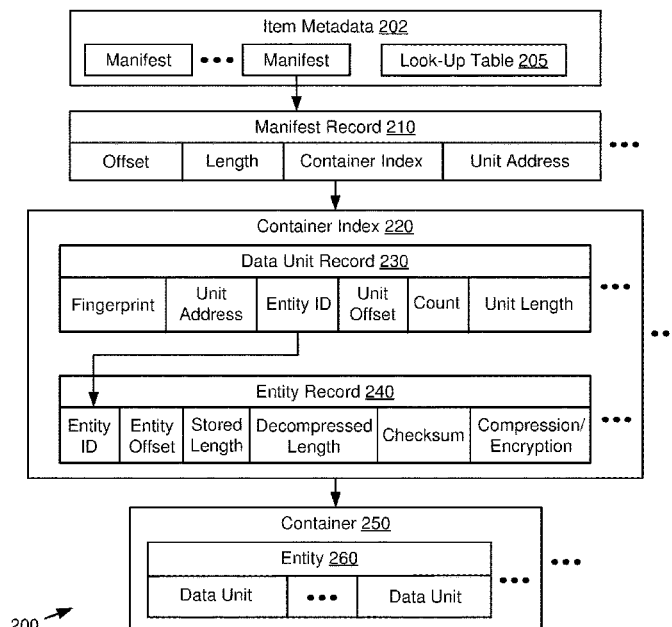 Item Metadata 202
Manifest ••• Manifest Look-Up Table 205
Manifest Record 210
Offset Length Container Index Unit Address •••
Container Index 220
Data Unit Record 230
Fingerprint Unit Address Entity ID Unit Offset Count Unit Length •••
Entity Record 240
Entity ID Entity Offset Stored Length Decompressed Length Checksum Compression/Encryption •••
Container 250
Entity 260
Data Unit ••• Data Unit •••
200